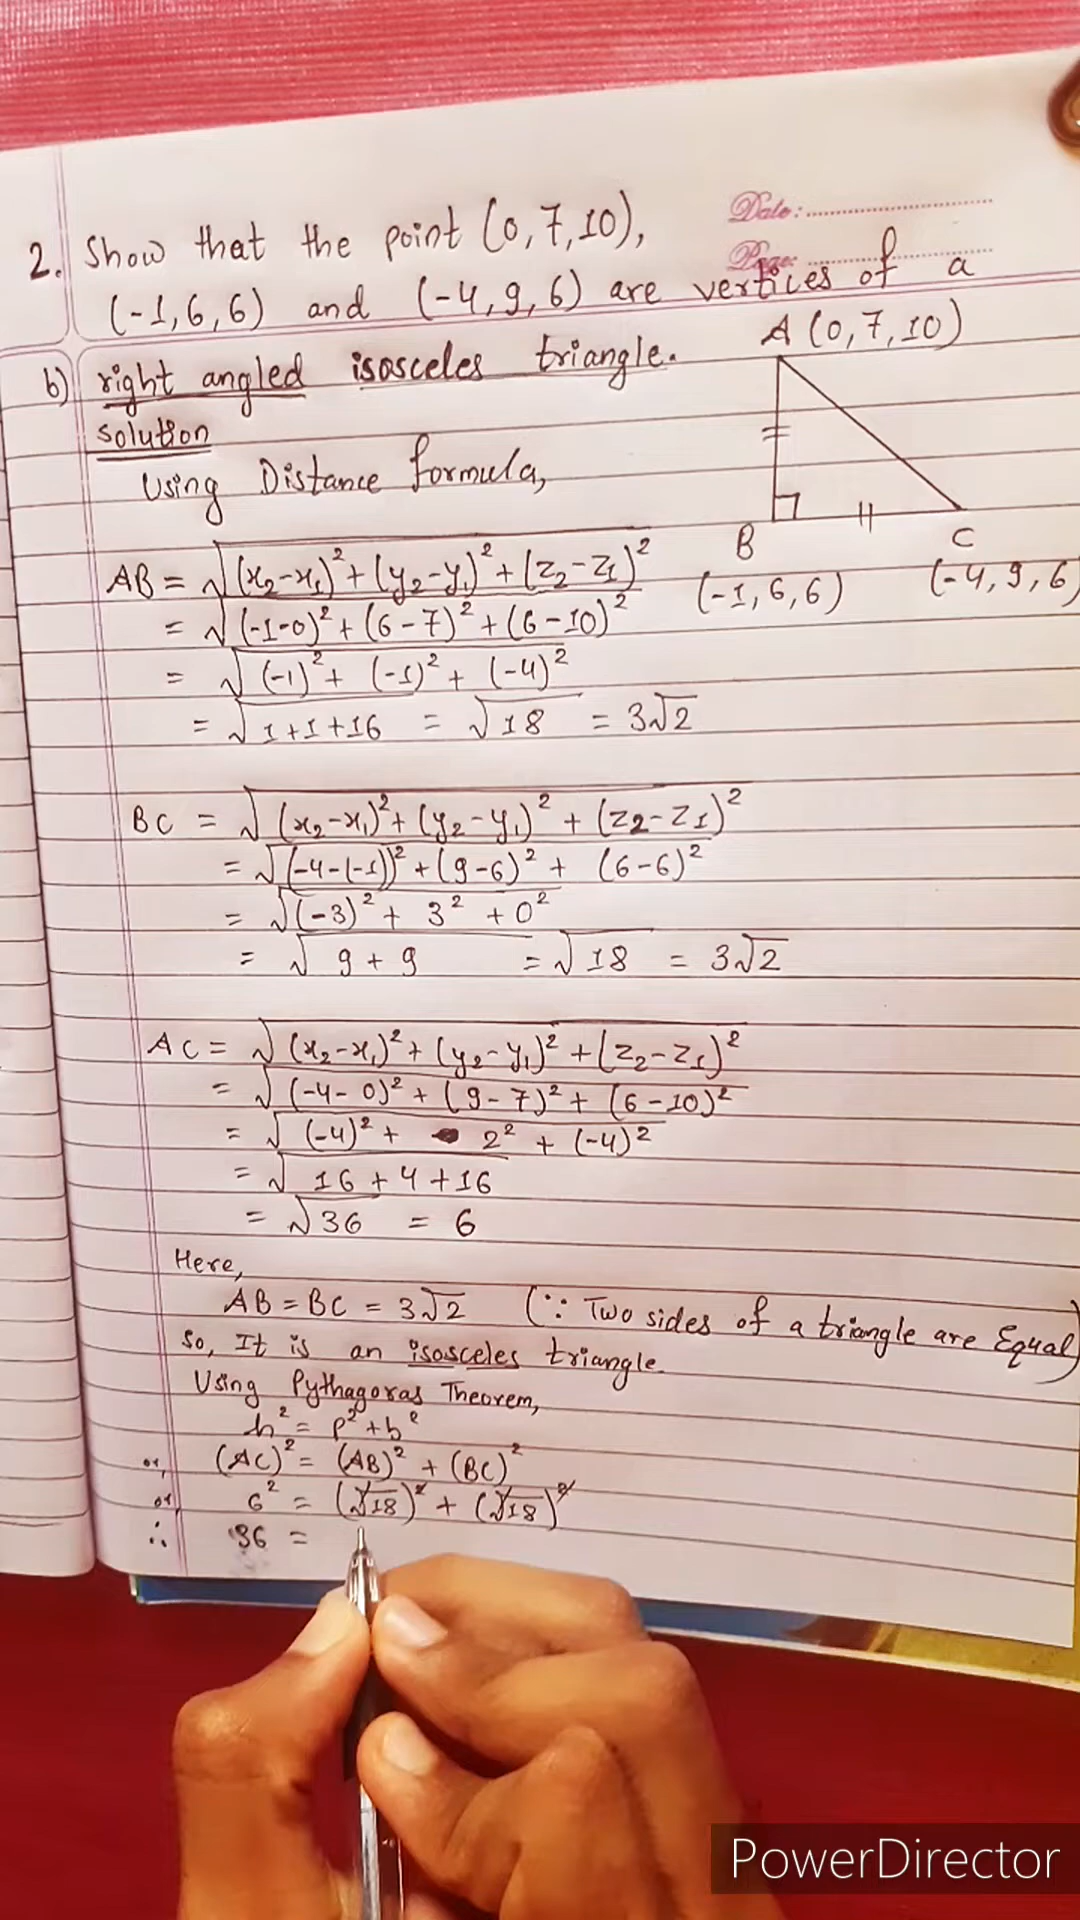 Date:
Page:
2. Show that the point (0,7,10),
(-1,6,6) and (-4,9,6) are vertices of a
b) right angled isosceles triangle.
A (0,7,10)
solution
Using Distance formula,
B
C
(-1,6,6)
(-4,9,6)
AB = √(x₂-x₁)² + (y₂-y₁)² + (z₂-z₁)²
= √(-1-0)² + (6-7)² + (6-10)²
= √(-1)² + (-1)² + (-4)²
= √1+1+16 = √18 = 3√2
BC = √(x₂-x₁)² + (y₂-y₁)² + (z₂-z₁)²
= √(-4-(-1))² + (9-6)² + (6-6)²
= √(-3)² + 3² + 0²
= √9+9 = √18 = 3√2
AC = √(x₂-x₁)² + (y₂-y₁)² + (z₂-z₁)²
= √(-4-0)² + (9-7)² + (6-10)²
= √(-4)² + 2² + (-4)²
= √16+4+16
= √36 = 6
Here,
AB = BC = 3√2 (∵ Two sides of a triangle are Equal)
So, It is an isosceles triangle
Using Pythagoras Theorem,
h² = p² + b²
or, (AC)² = (AB)² + (BC)²
or, 6² = (√18)² + (√18)²
∴ 36 =
PowerDirector